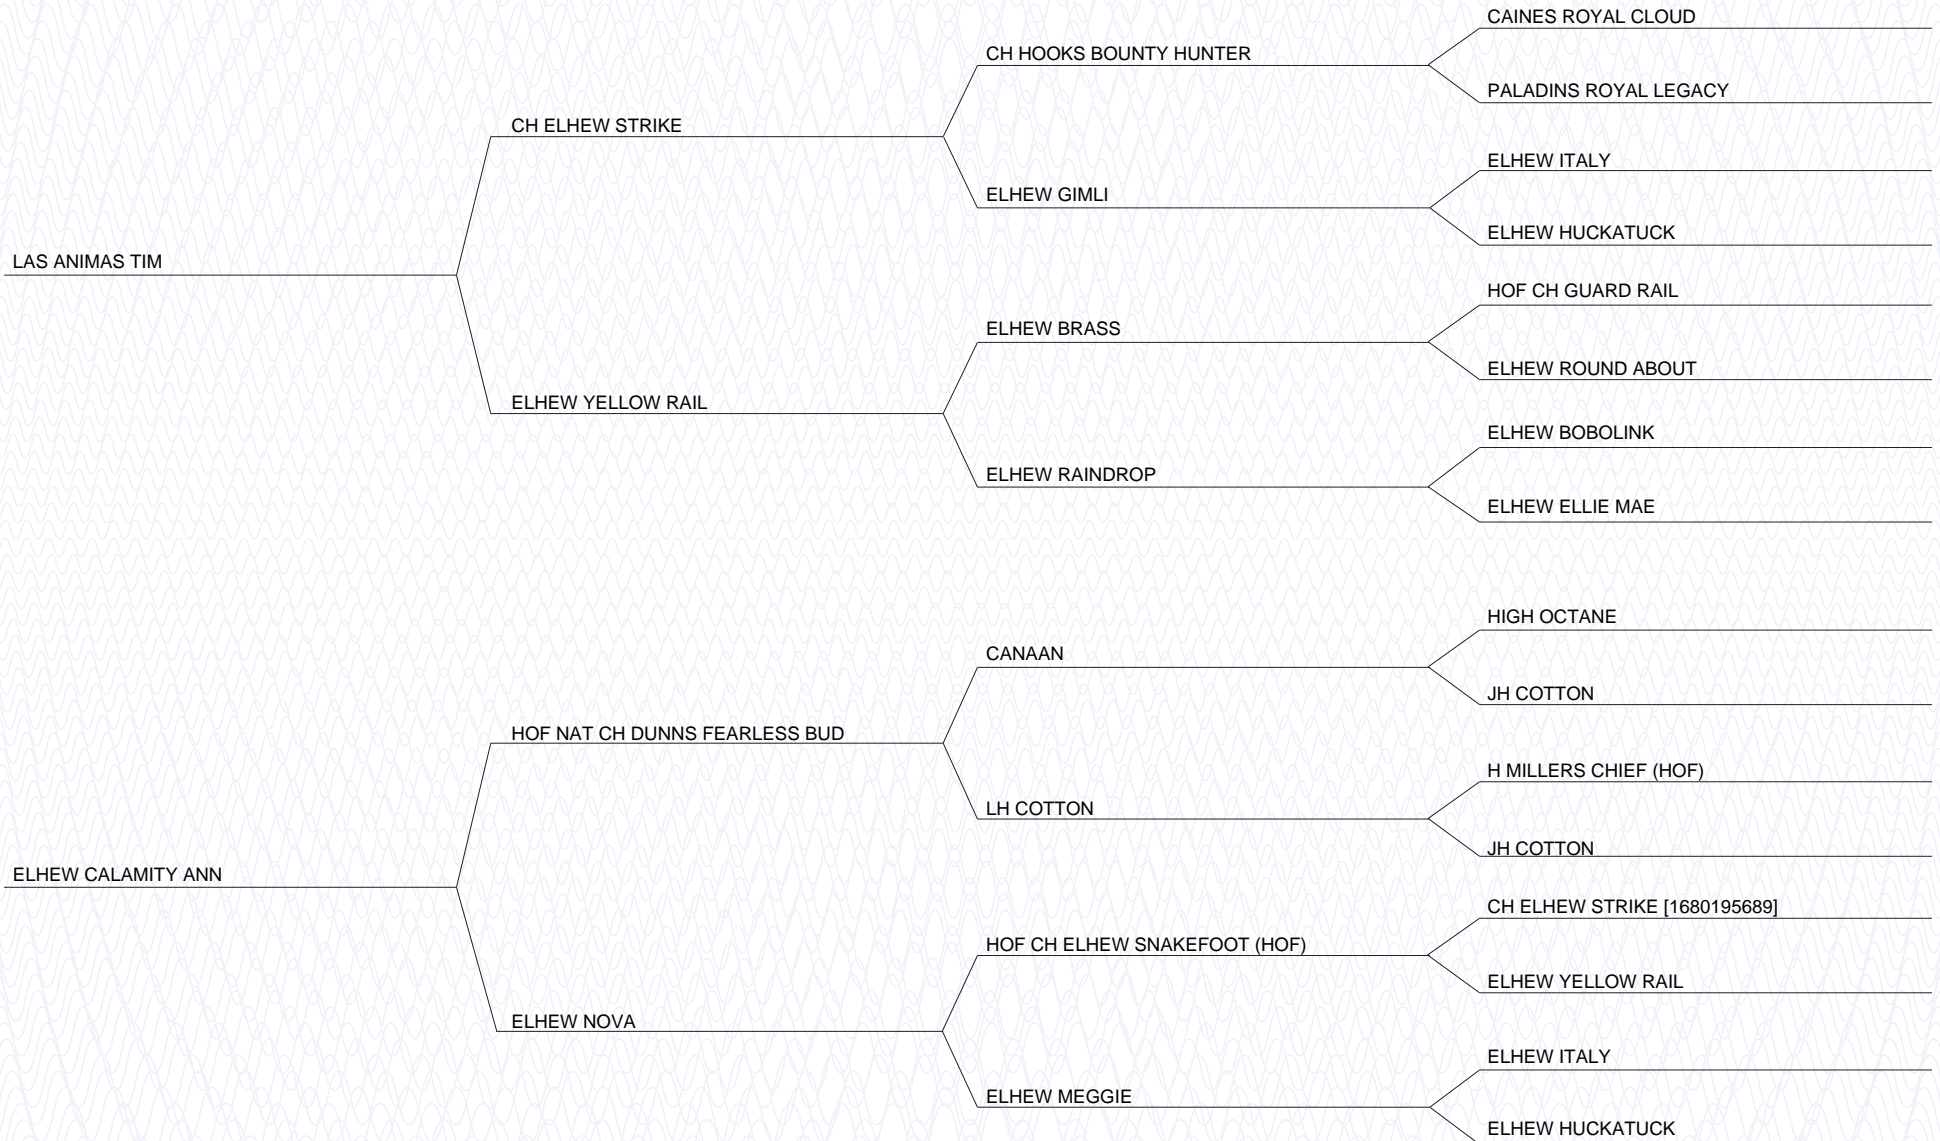 CAINES ROYAL CLOUD
CH HOOKS BOUNTY HUNTER
PALADINS ROYAL LEGACY
CH ELHEW STRIKE
ELHEW ITALY
ELHEW GIMLI
ELHEW HUCKATUCK
LAS ANIMAS TIM
HOF CH GUARD RAIL
ELHEW BRASS
ELHEW ROUND ABOUT
ELHEW YELLOW RAIL
ELHEW BOBOLINK
ELHEW RAINDROP
ELHEW ELLIE MAE
HIGH OCTANE
CANAAN
JH COTTON
HOF NAT CH DUNNS FEARLESS BUD
H MILLERS CHIEF (HOF)
LH COTTON
JH COTTON
ELHEW CALAMITY ANN
CH ELHEW STRIKE [1680195689]
HOF CH ELHEW SNAKEFOOT (HOF)
ELHEW YELLOW RAIL
ELHEW NOVA
ELHEW ITALY
ELHEW MEGGIE
ELHEW HUCKATUCK